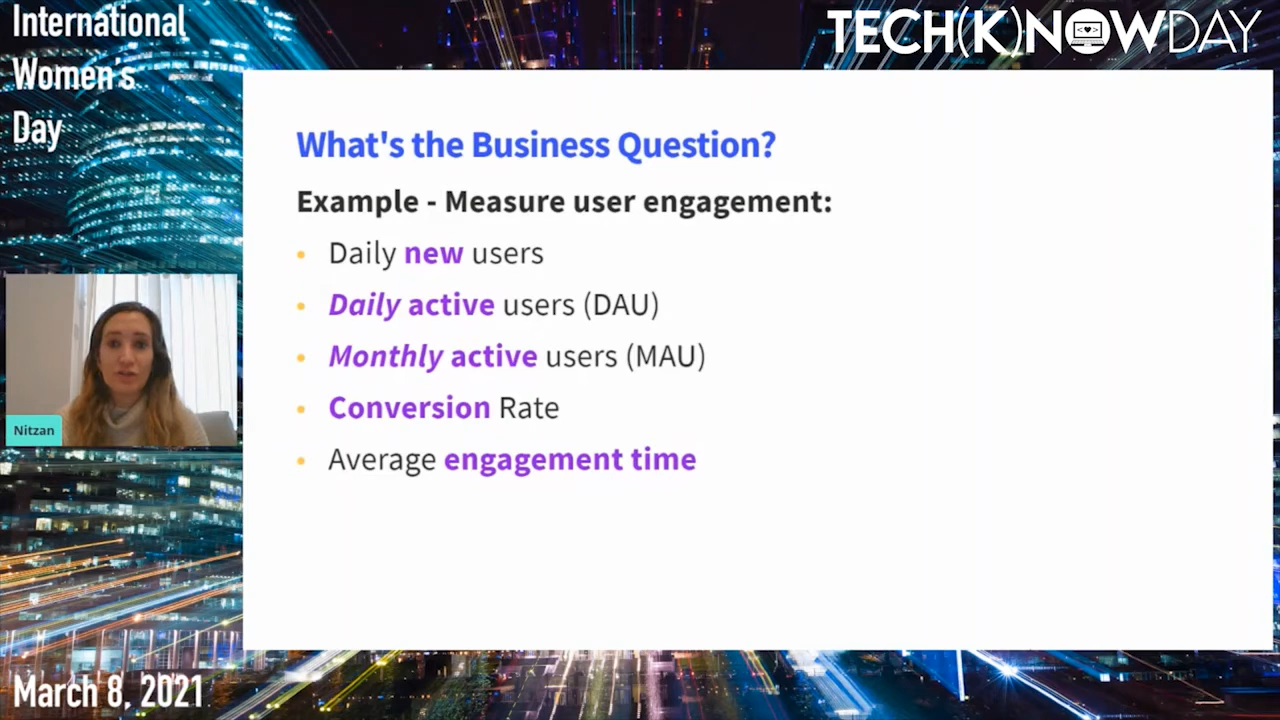 International
Women's
Day
TECH(K)NOWDAY
What's the Business Question?
Example - Measure user engagement:
• Daily new users
• Daily active users (DAU)
• Monthly active users (MAU)
• Conversion Rate
• Average engagement time
Nitzan
March 8, 2021